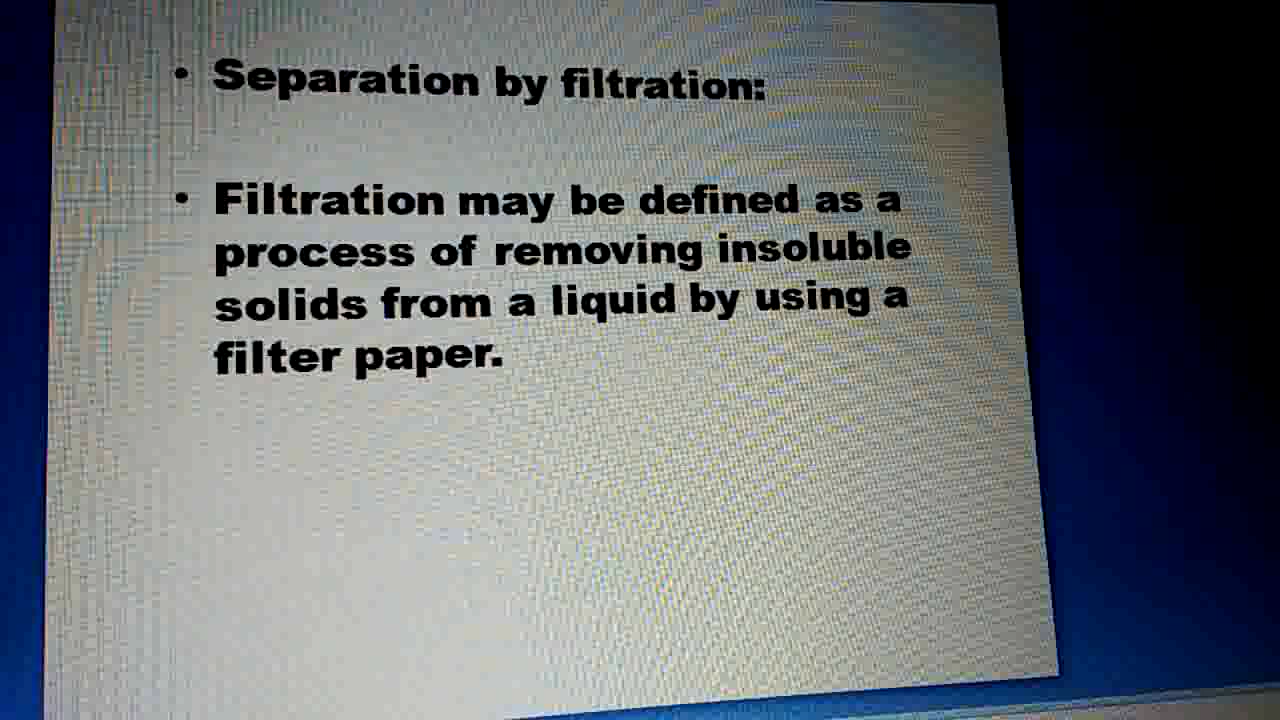 • Separation by filtration:
• Filtration may be defined as a
process of removing insoluble
solids from a liquid by using a
filter paper.